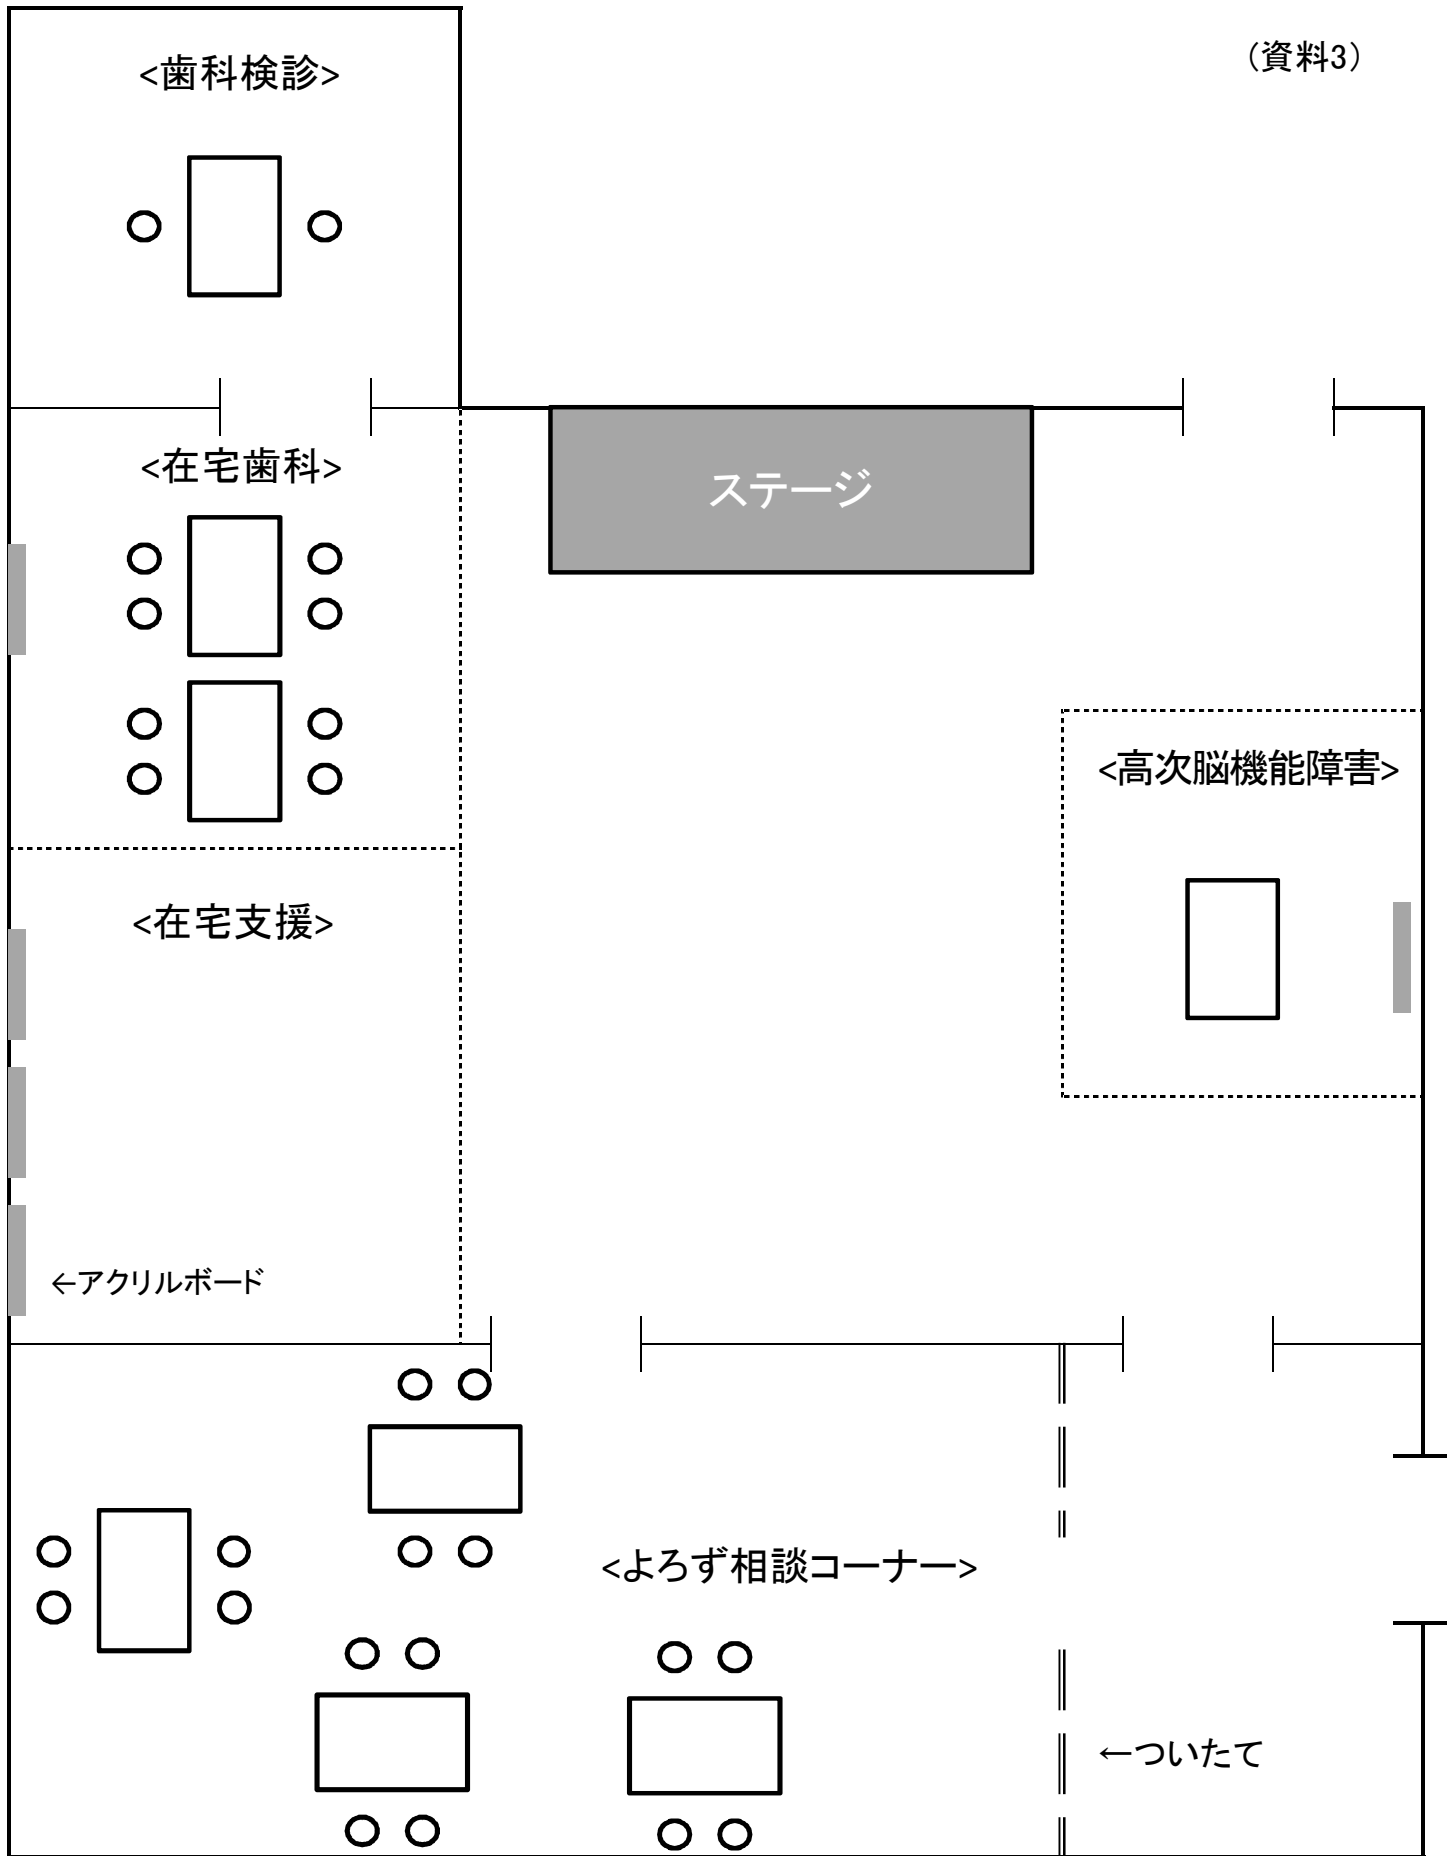 （資料3）
<歯科検診>
<在宅歯科>
ステージ
<高次脳機能障害>
<在宅支援>
←アクリルボード
<よろず相談コーナー>
←ついたて